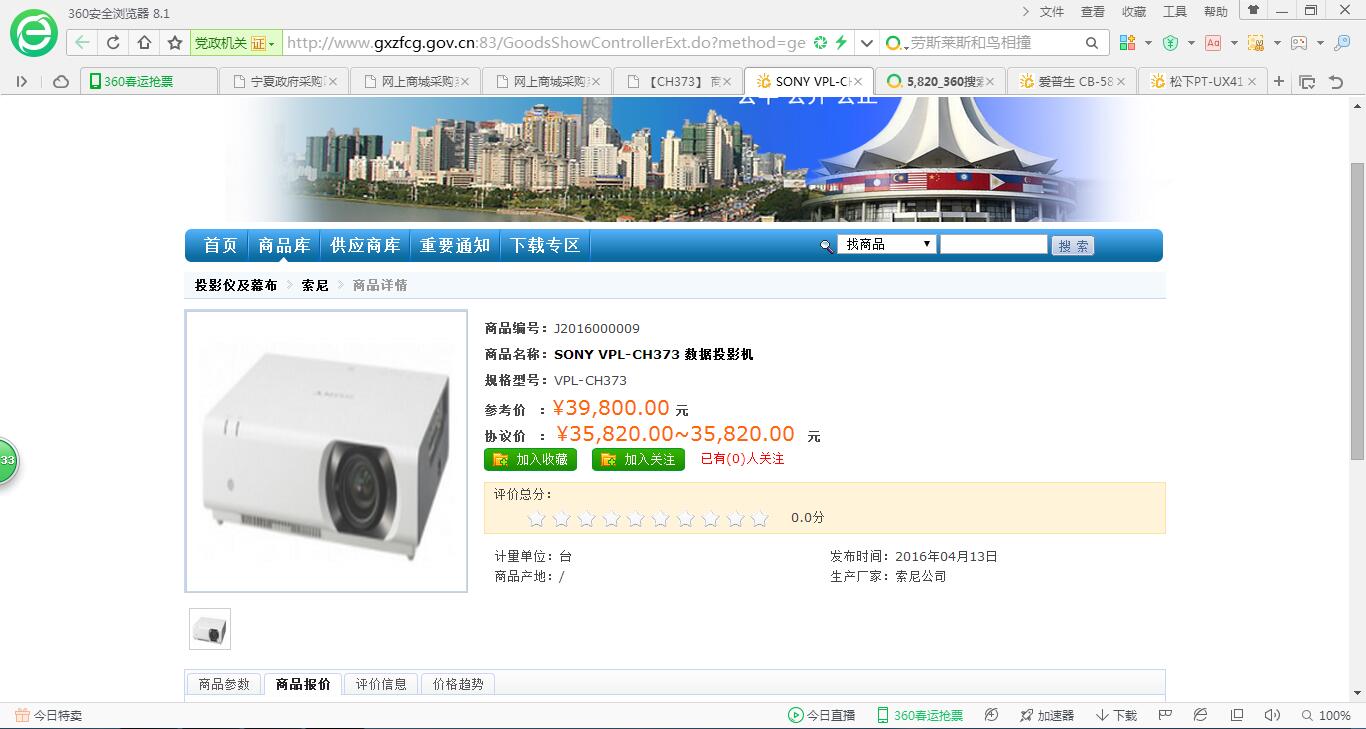 360安全浏览器 8.1
文件 查看 收藏 工具 帮助
党政机关 证 http://www.gxzfcg.gov.cn:83/GoodsShowControllerExt.do?method=ge 劳斯莱斯和鸟相撞
360春运抢票 宁夏政府采购 网上商城采购 网上商城采购 【CH373】 SONY VPL-CH 5,820_360搜索 爱普生 CB-58 松下PT-UX41
首页 商品库 供应商库 重要通知 下载专区 找商品 搜 索
投影仪及幕布 索尼 商品详情
商品编号：J2016000009
商品名称：SONY VPL-CH373 数据投影机
规格型号：VPL-CH373
参考价 ：¥39,800.00 元
协议价 ：¥35,820.00~35,820.00 元
加入收藏 加入关注 已有(0)人关注
评价总分：
0.0分
计量单位：台 发布时间：2016年04月13日
商品产地：/ 生产厂家：索尼公司
33
商品参数 商品报价 评价信息 价格趋势
今日特卖 今日直播 360春运抢票 加速器 下载 100%